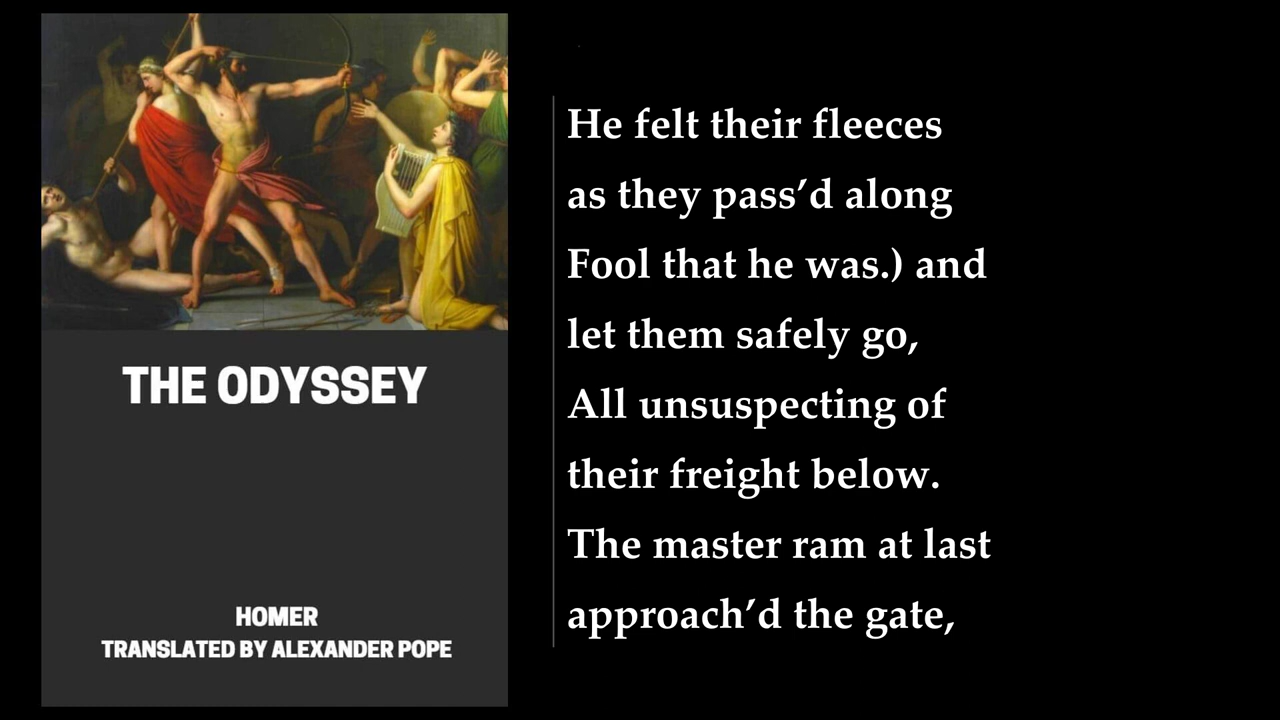 THE ODYSSEY
HOMER
TRANSLATED BY ALEXANDER POPE
He felt their fleeces
as they pass’d along
Fool that he was.) and
let them safely go,
All unsuspecting of
their freight below.
The master ram at last
approach’d the gate,